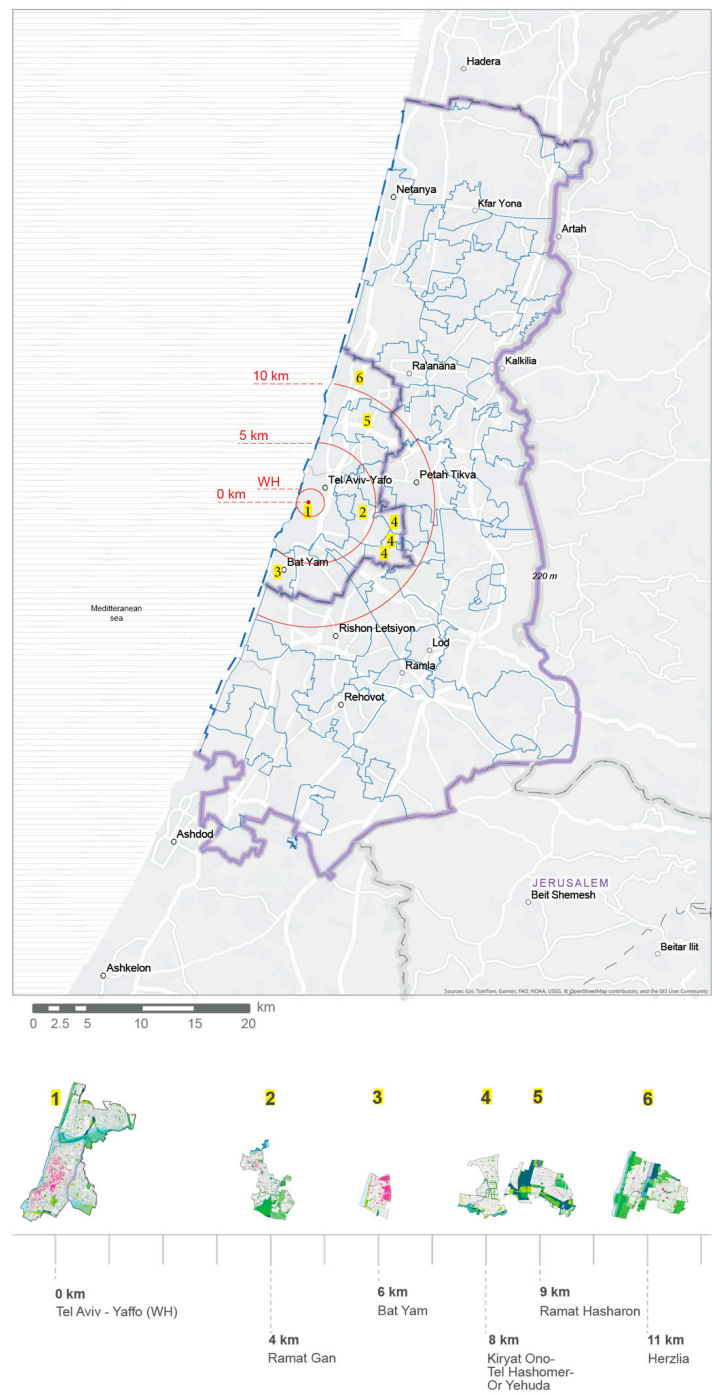 Hadera
Netanya
Kfar Yona
Artah
Ra'anana
Kalkilia
10 km
6
5
5 km
WH
0 km
Tel Aviv-Yafo
Petah Tikva
1
2
4
4
4
3
Bat Yam
220 m
Meditteranean
sea
Rishon Letsiyon
Lod
Ramla
Rehovot
Ashdod
JERUSALEM
Beit Shemesh
Beitar Ilit
Ashkelon
Sources: Esri, TomTom, Garmin, FAO, NOAA, USGS, © OpenStreetMap contributors, and the GIS User Community
km
0 2.5 5 10 15 20
1 2 3 4 5 6
0 km
Tel Aviv - Yaffo (WH)
6 km
Bat Yam
9 km
Ramat Hasharon
4 km
Ramat Gan
8 km
Kiryat Ono-
Tel Hashomer-
Or Yehuda
11 km
Herzlia